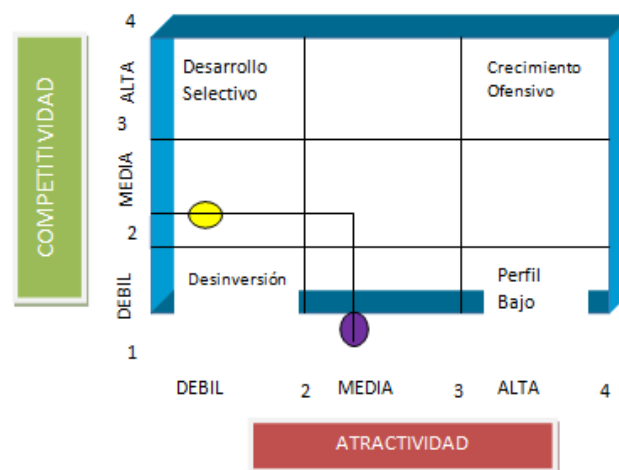 4
Desarrollo
Selectivo
Crecimiento
Ofensivo
ALTA
3
COMPETITIVIDAD
MEDIA
2
DEBIL
Desinversión
Perfil
Bajo
1
DEBIL 2 MEDIA 3 ALTA 4
ATRACTIVIDAD